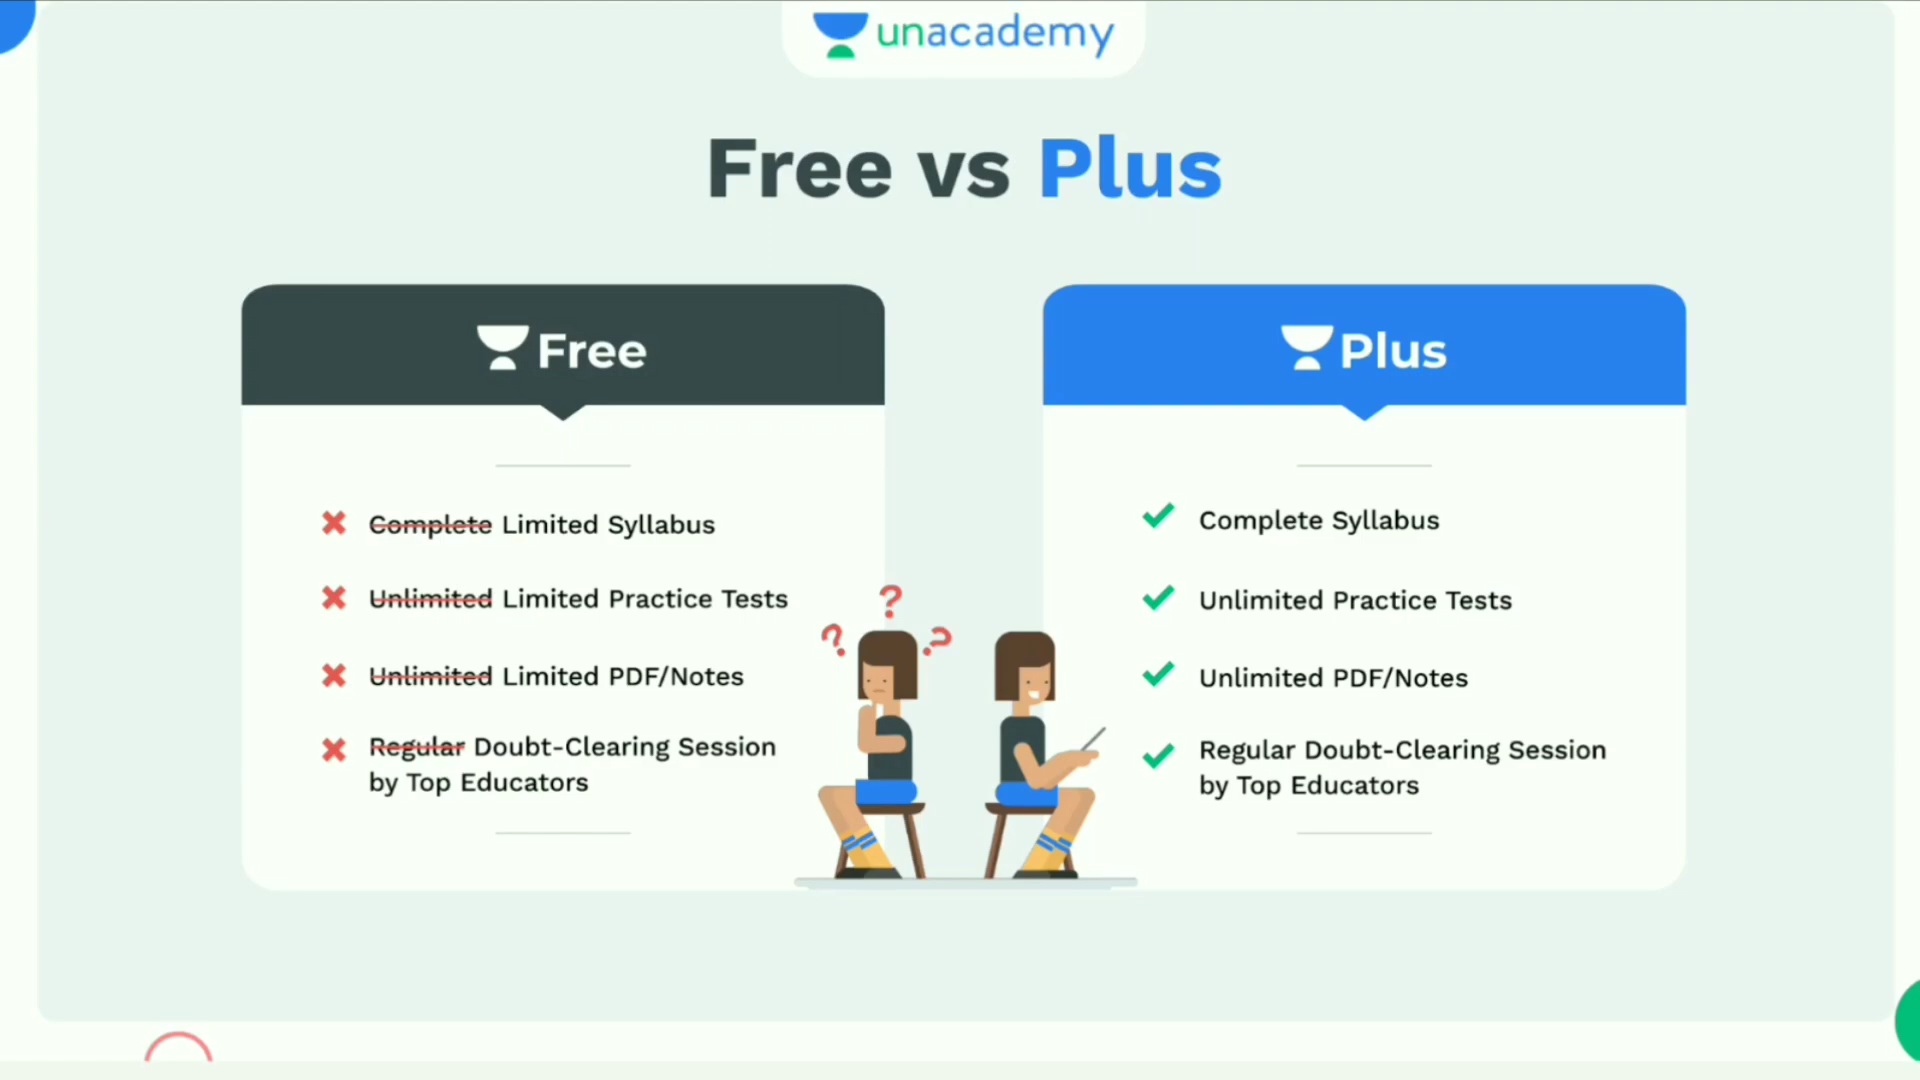 unacademy
Free vs Plus
Free
Complete Limited Syllabus
Unlimited Limited Practice Tests
Unlimited Limited PDF/Notes
Regular Doubt-Clearing Session
by Top Educators
? ? ?
Plus
Complete Syllabus
Unlimited Practice Tests
Unlimited PDF/Notes
Regular Doubt-Clearing Session
by Top Educators